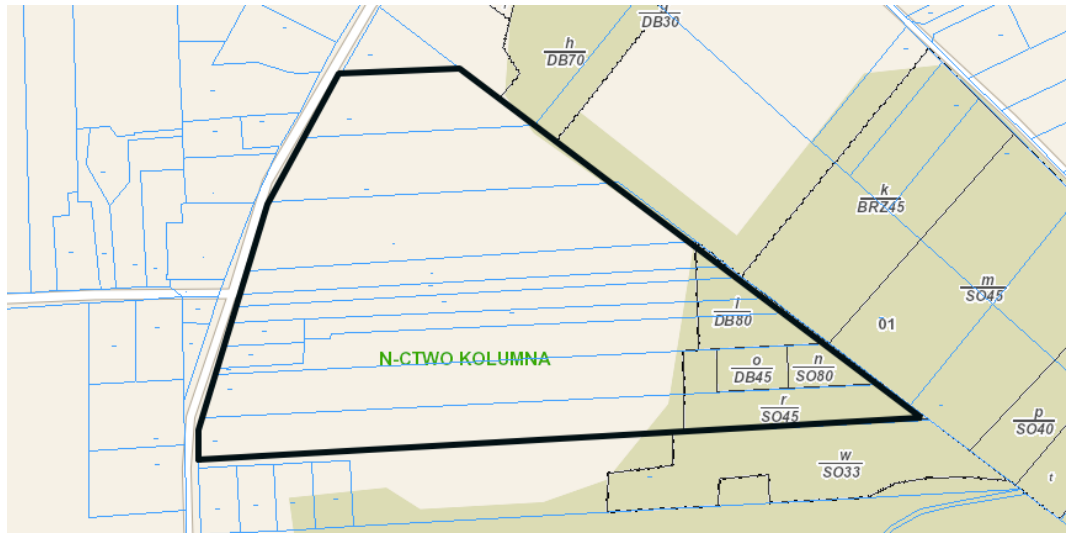 g
DB30
h
DB70
k
BRZ45
m
SO45
01
i
DB80
N-CTWO KOLUMNA
o
DB45
n
SO80
r
SO45
p
SO40
w
SO33
t